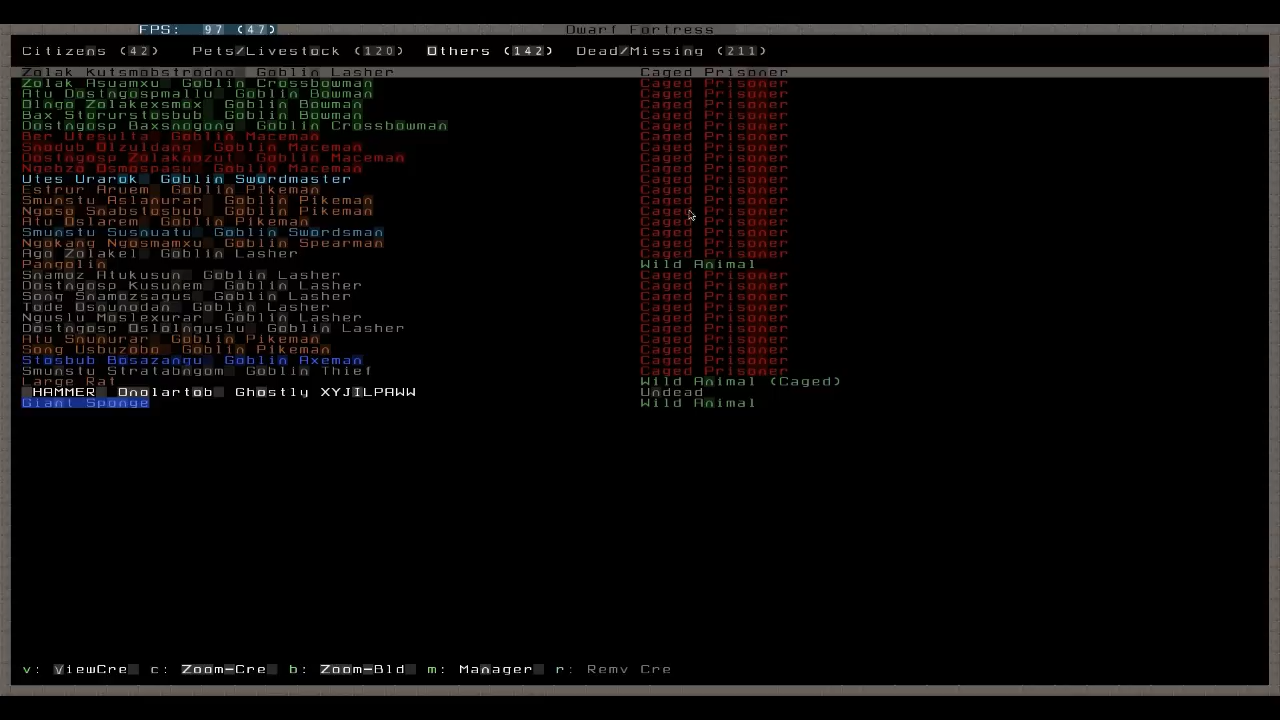 FPS: 97 (47) Dwarf Fortress
Citizens (42) Pets/Livestock (120) Others (142) Dead/Missing (211)
Zolak Kutsmobstrodno Goblin Lasher Caged Prisoner
Zolak Asuamxu Goblin Crossbowman Caged Prisoner
Atu Dostngospmallu Goblin Bowman Caged Prisoner
Olngo Zolakexsmox Goblin Bowman Caged Prisoner
Bax Storurstosbub Goblin Bowman Caged Prisoner
Dostngosp Baxsnogong Goblin Crossbowman Caged Prisoner
Ber Utesulta Goblin Maceman Caged Prisoner
Snodub Olzuldang Goblin Maceman Caged Prisoner
Dostngosp Zolaknozut Goblin Maceman Caged Prisoner
Ngebzo Osmospasu Goblin Maceman Caged Prisoner
Utes Urarok Goblin Swordmaster Caged Prisoner
Estrur Aruem Goblin Pikeman Caged Prisoner
Smunstu Aslanurar Goblin Pikeman Caged Prisoner
Ngoso Snabstosbub Goblin Pikeman Caged Prisoner
Atu Oslarem Goblin Pikeman Caged Prisoner
Smunstu Susnuatu Goblin Swordsman Caged Prisoner
Ngokang Ngosmamxu Goblin Spearman Caged Prisoner
Ago Zolakel Goblin Lasher Caged Prisoner
Pangolin Wild Animal
Snamoz Atukusun Goblin Lasher Caged Prisoner
Dostngosp Kusunem Goblin Lasher Caged Prisoner
Song Snamozsagus Goblin Lasher Caged Prisoner
Tode Osnunodan Goblin Lasher Caged Prisoner
Nguslu Moslexurar Goblin Lasher Caged Prisoner
Dostngosp Oslolnguslu Goblin Lasher Caged Prisoner
Atu Snunurar Goblin Pikeman Caged Prisoner
Song Usbuzobo Goblin Pikeman Caged Prisoner
Stosbub Bosazangu Goblin Axeman Caged Prisoner
Smunstu Stratabngom Goblin Thief Caged Prisoner
Large Rat Wild Animal (Caged)
HAMMER Onolartob Ghostly XYJILPAWW Undead
Giant Sponge Wild Animal
v: ViewCre c: Zoom-Cre b: Zoom-Bld m: Manager r: Remv Cre